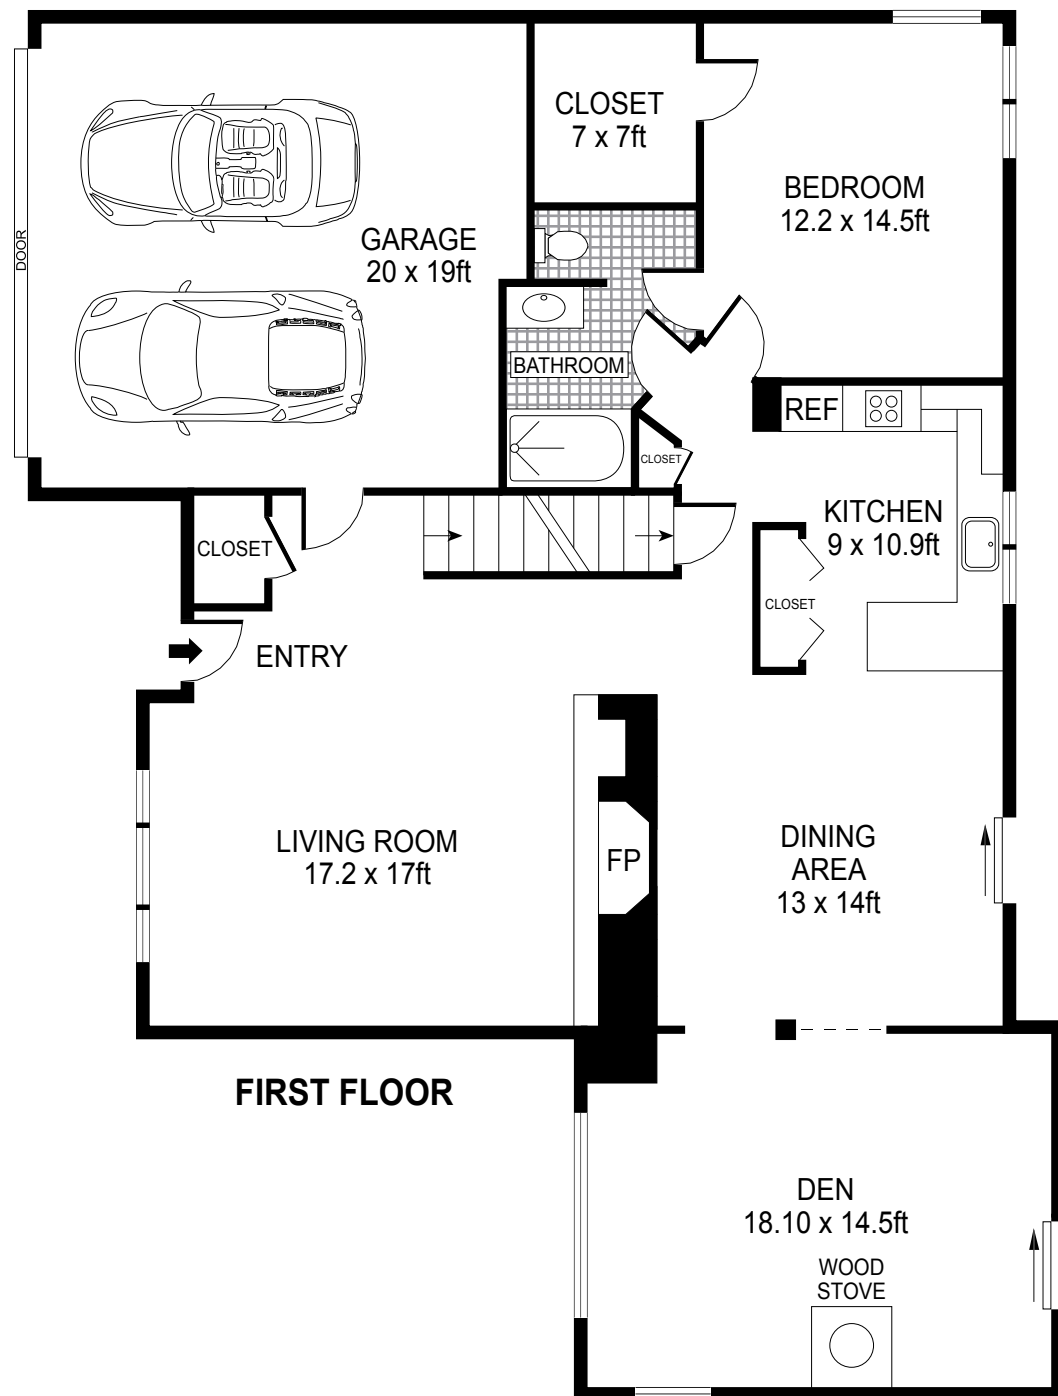 CLOSET
7 x 7ft
BEDROOM
12.2 x 14.5ft
GARAGE
20 x 19ft
DOOR
BATHROOM
REF
CLOSET
KITCHEN
9 x 10.9ft
CLOSET
CLOSET
ENTRY
LIVING ROOM
17.2 x 17ft
FP
DINING
AREA
13 x 14ft
FIRST FLOOR
DEN
18.10 x 14.5ft
WOOD
STOVE